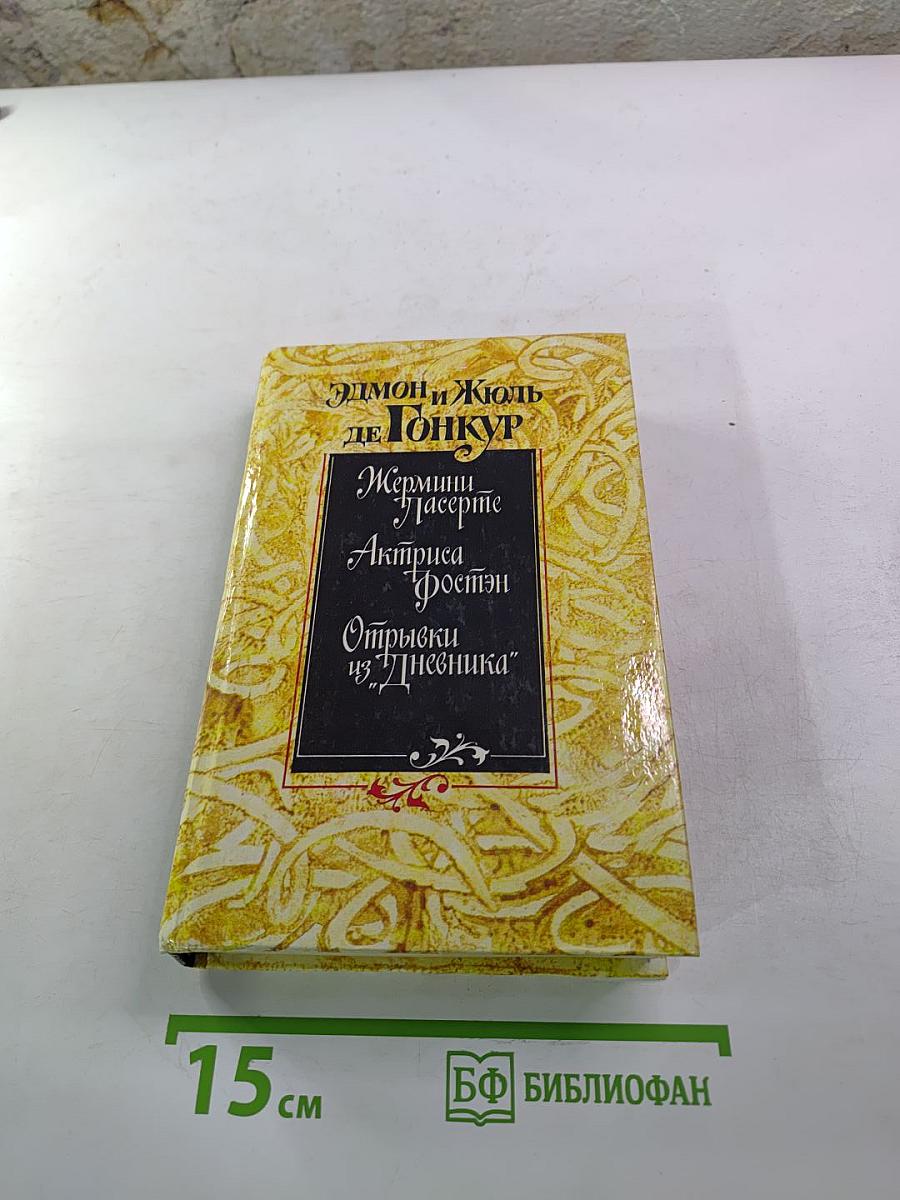 Эдмон и Жюль
де Гонкур
Жермини
Ласерте
Актриса
Фостэн
Отрывки
из „Дневника"
15 см
БФ БИБЛИОФАН